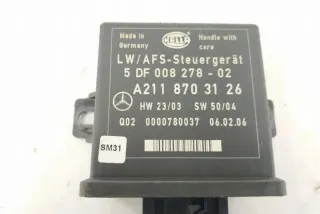 Made in Germany
HELLA
Handle with care
LW/AFS-Steuergerät
5 DF 008 278 - 02
A211 870 31 26
HW 23/03 SW 50/04
Q02 0000780037 06.02.06
SM31